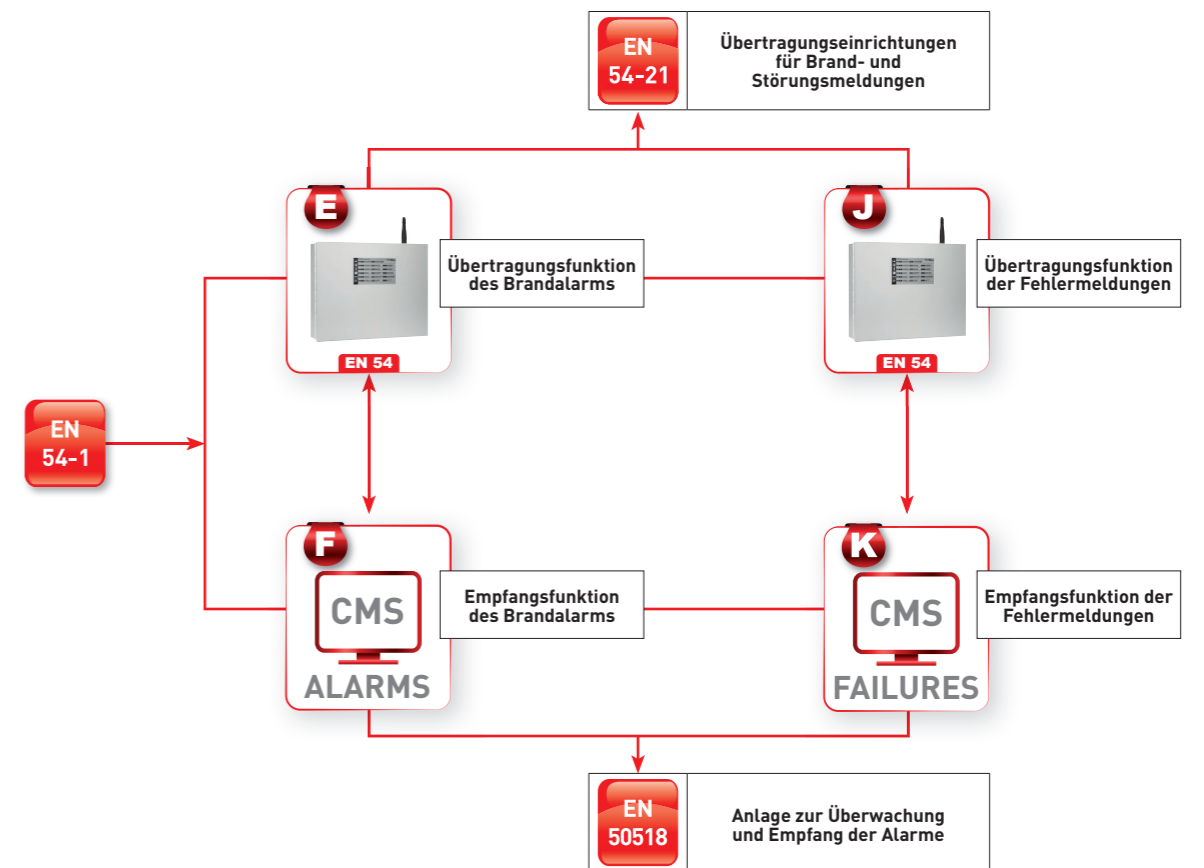 EN
54-21
Übertragungseinrichtungen
für Brand- und
Störungsmeldungen
E
Übertragungsfunktion
des Brandalarms
EN 54
J
Übertragungsfunktion
der Fehlermeldungen
EN 54
EN
54-1
F
CMS
ALARMS
Empfangsfunktion
des Brandalarms
K
CMS
FAILURES
Empfangsfunktion der
Fehlermeldungen
EN
50518
Anlage zur Überwachung
und Empfang der Alarme